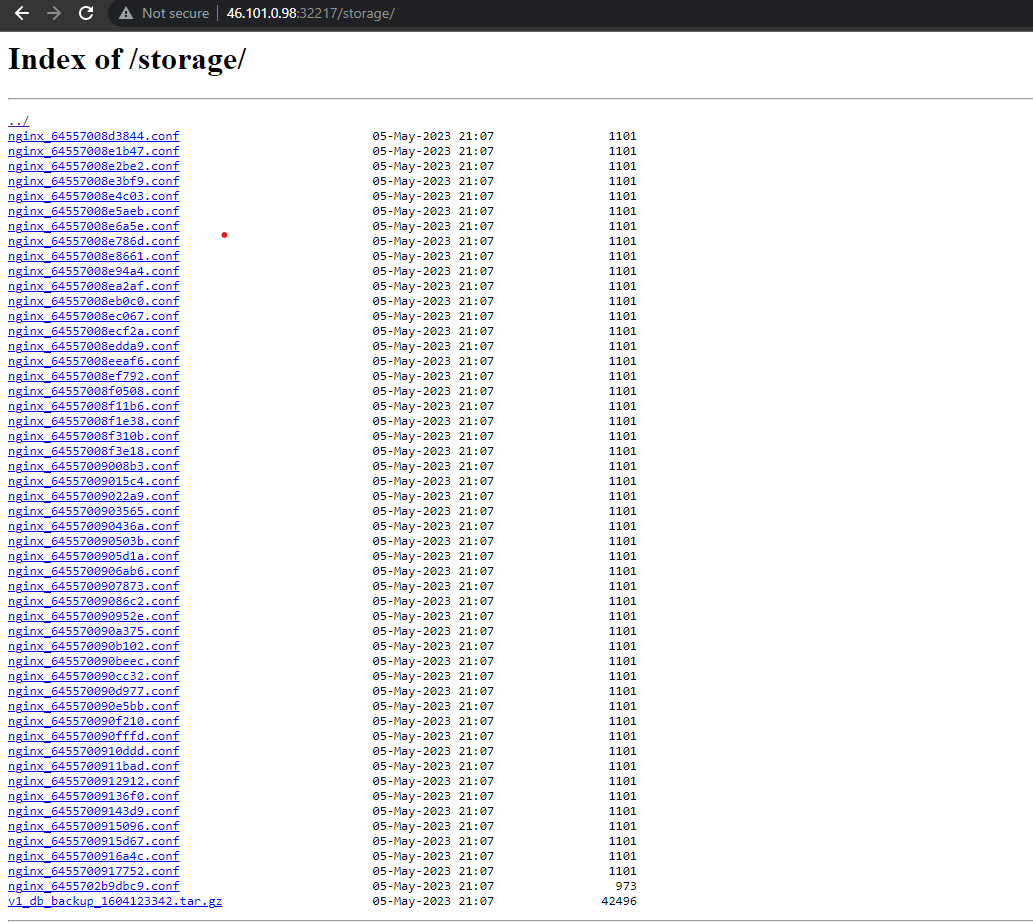 Not secure 46.101.0.98:32217/storage/
Index of /storage/
../
nginx_64557008d3844.conf 05-May-2023 21:07 1101
nginx_64557008e1b47.conf 05-May-2023 21:07 1101
nginx_64557008e2be2.conf 05-May-2023 21:07 1101
nginx_64557008e3bf9.conf 05-May-2023 21:07 1101
nginx_64557008e4c03.conf 05-May-2023 21:07 1101
nginx_64557008e5aeb.conf 05-May-2023 21:07 1101
nginx_64557008e6a5e.conf 05-May-2023 21:07 1101
nginx_64557008e786d.conf 05-May-2023 21:07 1101
nginx_64557008e8661.conf 05-May-2023 21:07 1101
nginx_64557008e94a4.conf 05-May-2023 21:07 1101
nginx_64557008ea2af.conf 05-May-2023 21:07 1101
nginx_64557008eb0c0.conf 05-May-2023 21:07 1101
nginx_64557008ec067.conf 05-May-2023 21:07 1101
nginx_64557008ecf2a.conf 05-May-2023 21:07 1101
nginx_64557008edda9.conf 05-May-2023 21:07 1101
nginx_64557008eeaf6.conf 05-May-2023 21:07 1101
nginx_64557008ef792.conf 05-May-2023 21:07 1101
nginx_64557008f0508.conf 05-May-2023 21:07 1101
nginx_64557008f11b6.conf 05-May-2023 21:07 1101
nginx_64557008f1e38.conf 05-May-2023 21:07 1101
nginx_64557008f310b.conf 05-May-2023 21:07 1101
nginx_64557008f3e18.conf 05-May-2023 21:07 1101
nginx_64557009008b3.conf 05-May-2023 21:07 1101
nginx_64557009015c4.conf 05-May-2023 21:07 1101
nginx_64557009022a9.conf 05-May-2023 21:07 1101
nginx_6455700903565.conf 05-May-2023 21:07 1101
nginx_645570090436a.conf 05-May-2023 21:07 1101
nginx_645570090503b.conf 05-May-2023 21:07 1101
nginx_6455700905d1a.conf 05-May-2023 21:07 1101
nginx_6455700906ab6.conf 05-May-2023 21:07 1101
nginx_6455700907873.conf 05-May-2023 21:07 1101
nginx_64557009086c2.conf 05-May-2023 21:07 1101
nginx_645570090952e.conf 05-May-2023 21:07 1101
nginx_645570090a375.conf 05-May-2023 21:07 1101
nginx_645570090b102.conf 05-May-2023 21:07 1101
nginx_645570090beec.conf 05-May-2023 21:07 1101
nginx_645570090cc32.conf 05-May-2023 21:07 1101
nginx_645570090d977.conf 05-May-2023 21:07 1101
nginx_645570090e5bb.conf 05-May-2023 21:07 1101
nginx_645570090f210.conf 05-May-2023 21:07 1101
nginx_645570090fffd.conf 05-May-2023 21:07 1101
nginx_6455700910ddd.conf 05-May-2023 21:07 1101
nginx_6455700911bad.conf 05-May-2023 21:07 1101
nginx_6455700912912.conf 05-May-2023 21:07 1101
nginx_64557009136f0.conf 05-May-2023 21:07 1101
nginx_64557009143d9.conf 05-May-2023 21:07 1101
nginx_6455700915096.conf 05-May-2023 21:07 1101
nginx_6455700915d67.conf 05-May-2023 21:07 1101
nginx_6455700916a4c.conf 05-May-2023 21:07 1101
nginx_6455700917752.conf 05-May-2023 21:07 1101
nginx_6455702b9dbc9.conf 05-May-2023 21:07 973
v1_db_backup_1604123342.tar.gz 05-May-2023 21:07 42496